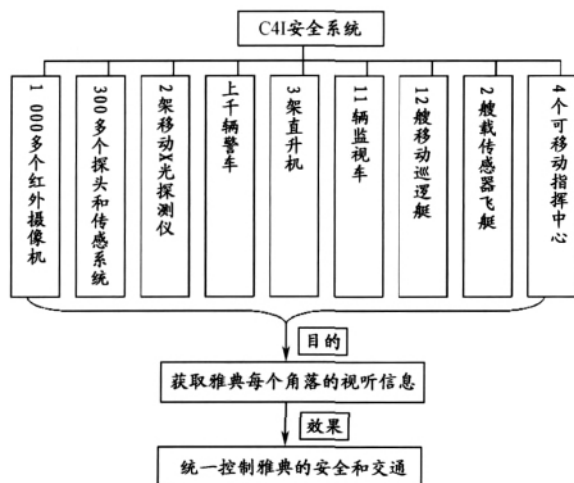 C4I安全系统
1 000多个红外摄像机
300多个探头和传感系统
2架移动X光探测仪
上千辆警车
3架直升机
11辆监视车
12艘移动巡逻艇
2艘载传感器飞艇
4个可移动指挥中心
目的
获取雅典每个角落的视听信息
效果
统一控制雅典的安全和交通